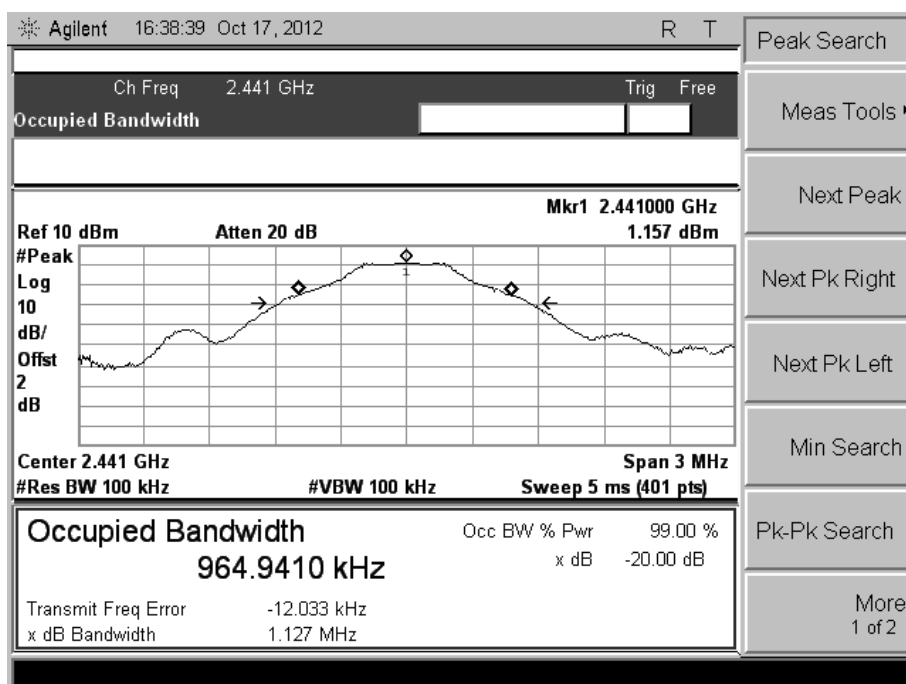 Agilent 16:38:39 Oct 17, 2012 R T
Ch Freq 2.441 GHz Trig Free
Occupied Bandwidth
Mkr1 2.441000 GHz
Ref 10 dBm Atten 20 dB 1.157 dBm
#Peak
Log
10
dB/
Offst
2
dB
1
Center 2.441 GHz Span 3 MHz
#Res BW 100 kHz #VBW 100 kHz Sweep 5 ms (401 pts)
Occupied Bandwidth Occ BW % Pwr 99.00 %
964.9410 kHz x dB -20.00 dB
Transmit Freq Error -12.033 kHz
x dB Bandwidth 1.127 MHz
Peak Search
Meas Tools
Next Peak
Next Pk Right
Next Pk Left
Min Search
Pk-Pk Search
More
1 of 2